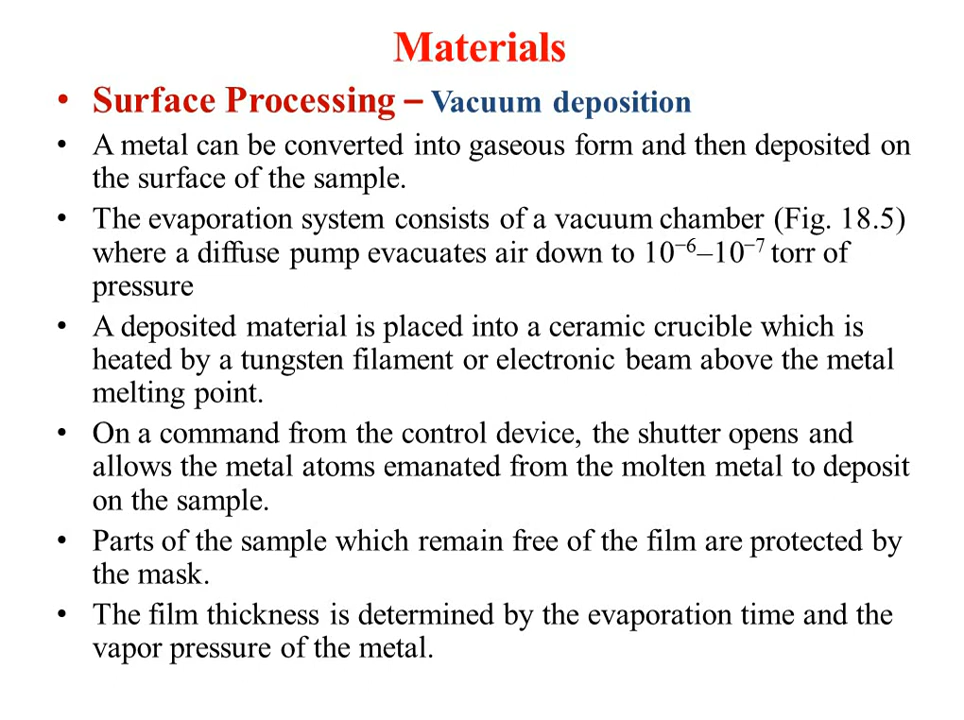 Materials
• Surface Processing – Vacuum deposition
• A metal can be converted into gaseous form and then deposited on
the surface of the sample.
• The evaporation system consists of a vacuum chamber (Fig. 18.5)
where a diffuse pump evacuates air down to 10⁻⁶–10⁻⁷ torr of
pressure
• A deposited material is placed into a ceramic crucible which is
heated by a tungsten filament or electronic beam above the metal
melting point.
• On a command from the control device, the shutter opens and
allows the metal atoms emanated from the molten metal to deposit
on the sample.
• Parts of the sample which remain free of the film are protected by
the mask.
• The film thickness is determined by the evaporation time and the
vapor pressure of the metal.